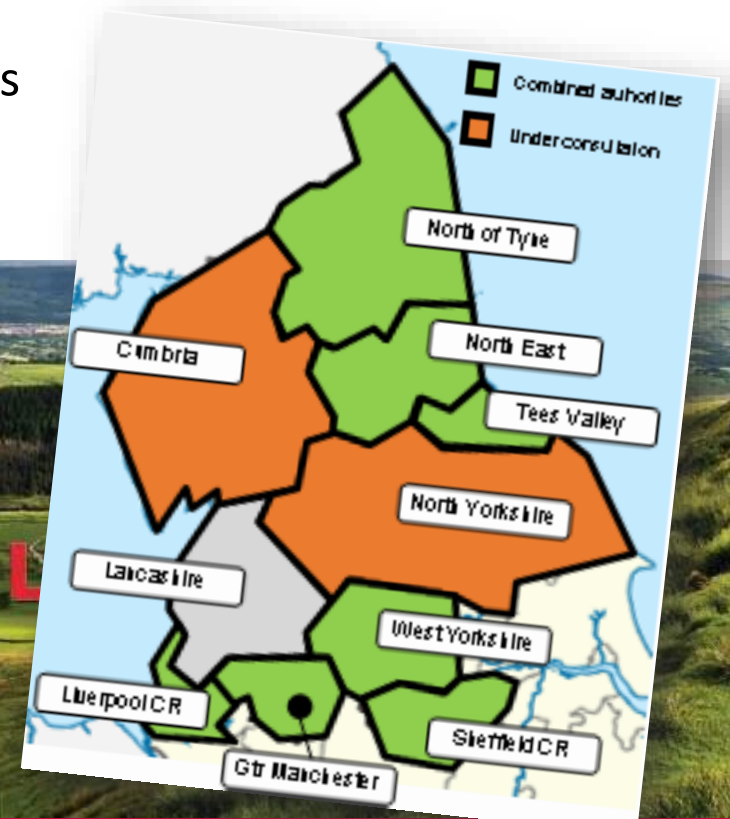 s
Combined authorities
Under consultation
North of Tyne
North East
Cumbria
Tees Valley
North Yorkshire
Lancashire
West Yorkshire
Liverpool CR
Sheffield CR
Gtr Manchester
L